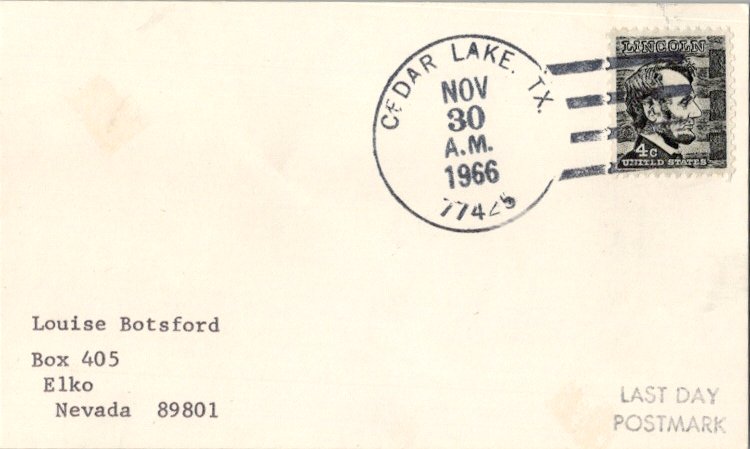 CEDAR LAKE, TX.
NOV
30
A.M.
1966
77425
LINCOLN
4c
UNITED STATES
Louise Botsford
Box 405
Elko
Nevada 89801
LAST DAY
POSTMARK